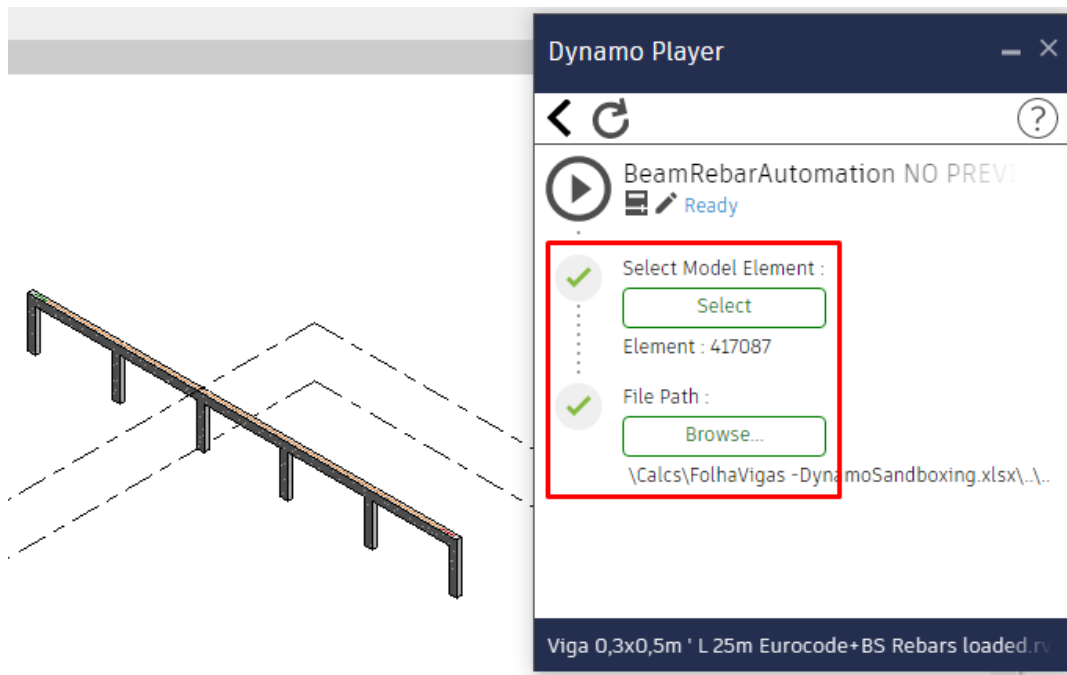 Dynamo Player
?
BeamRebarAutomation NO PREVI
Ready
Select Model Element :
Select
Element : 417087
File Path :
Browse...
\Calcs\FolhaVigas -DynamoSandboxing.xlsx\..\..
Viga 0,3x0,5m ' L 25m Eurocode+BS Rebars loaded.rv